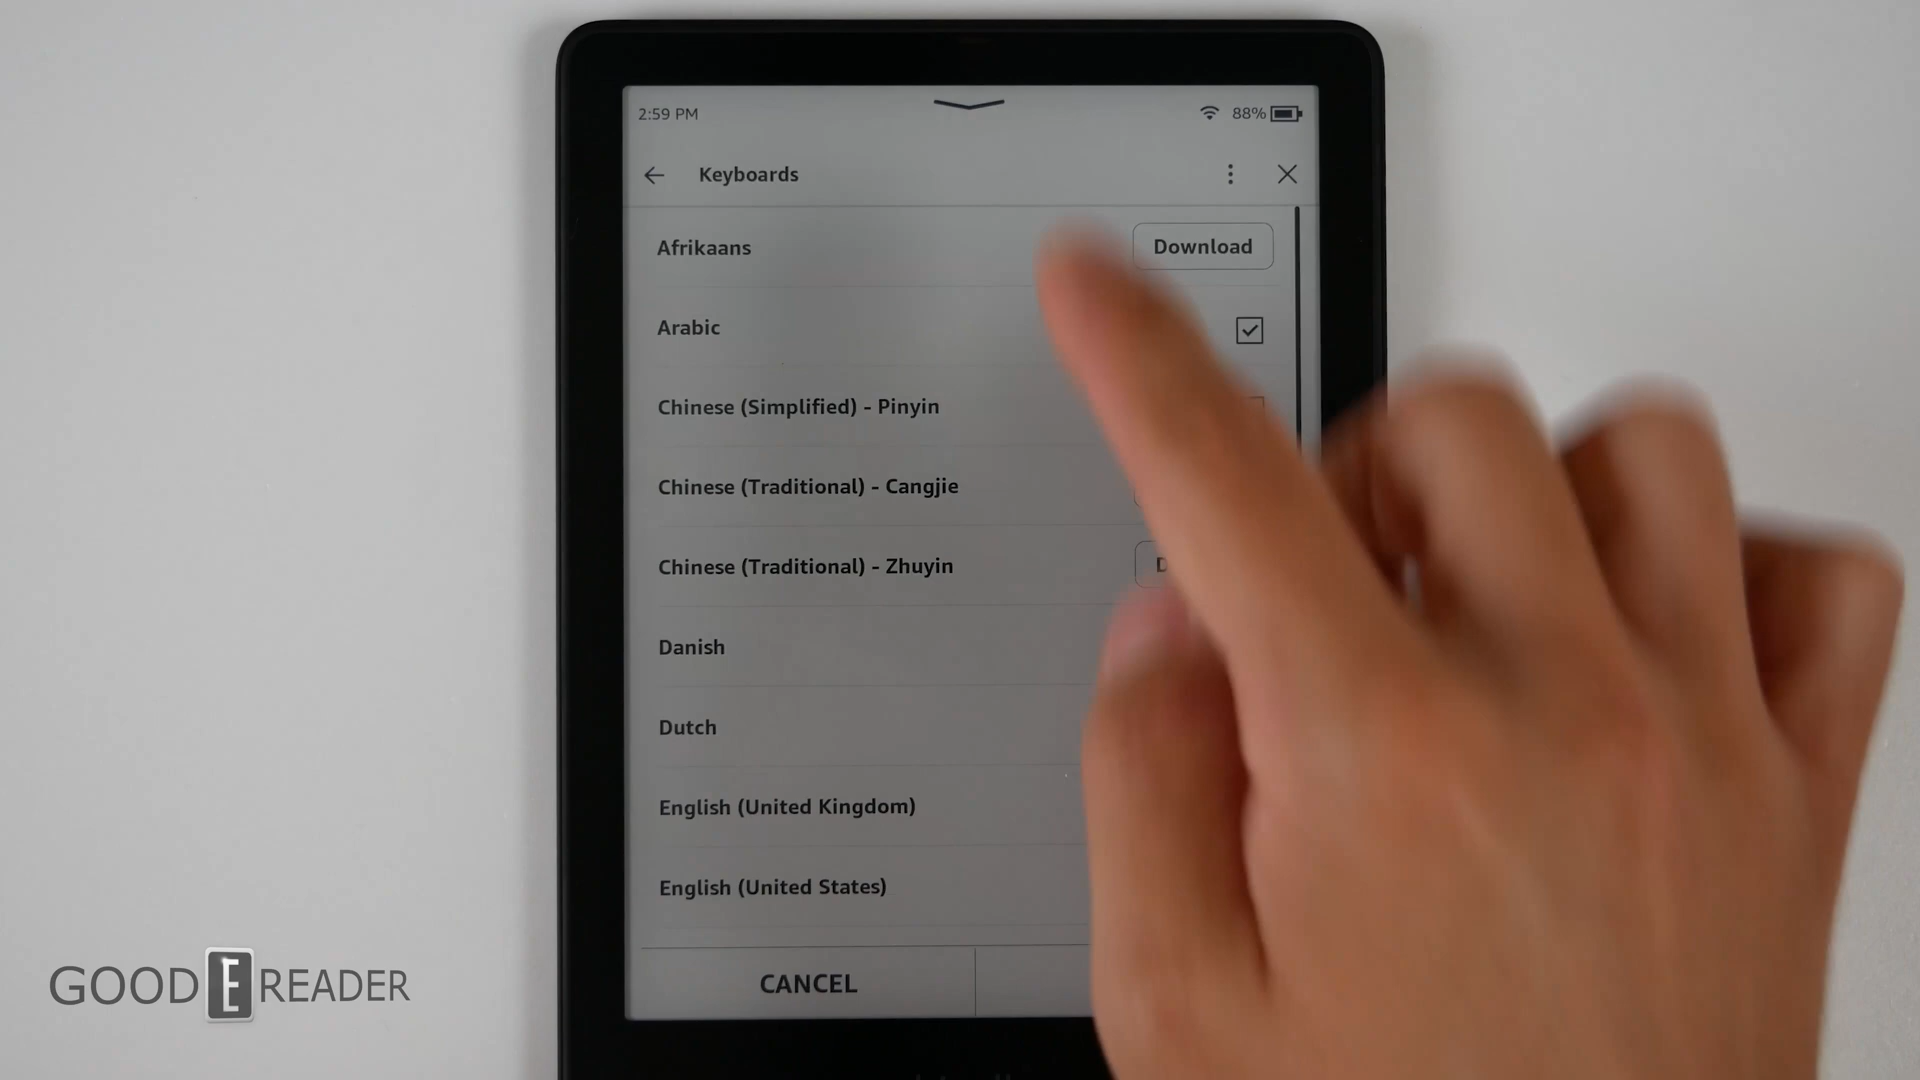 2:59 PM
88%
Keyboards
Afrikaans
Download
Arabic
Chinese (Simplified) - Pinyin
Chinese (Traditional) - Cangjie
Chinese (Traditional) - Zhuyin
Danish
Dutch
English (United Kingdom)
English (United States)
CANCEL
GOOD E READER